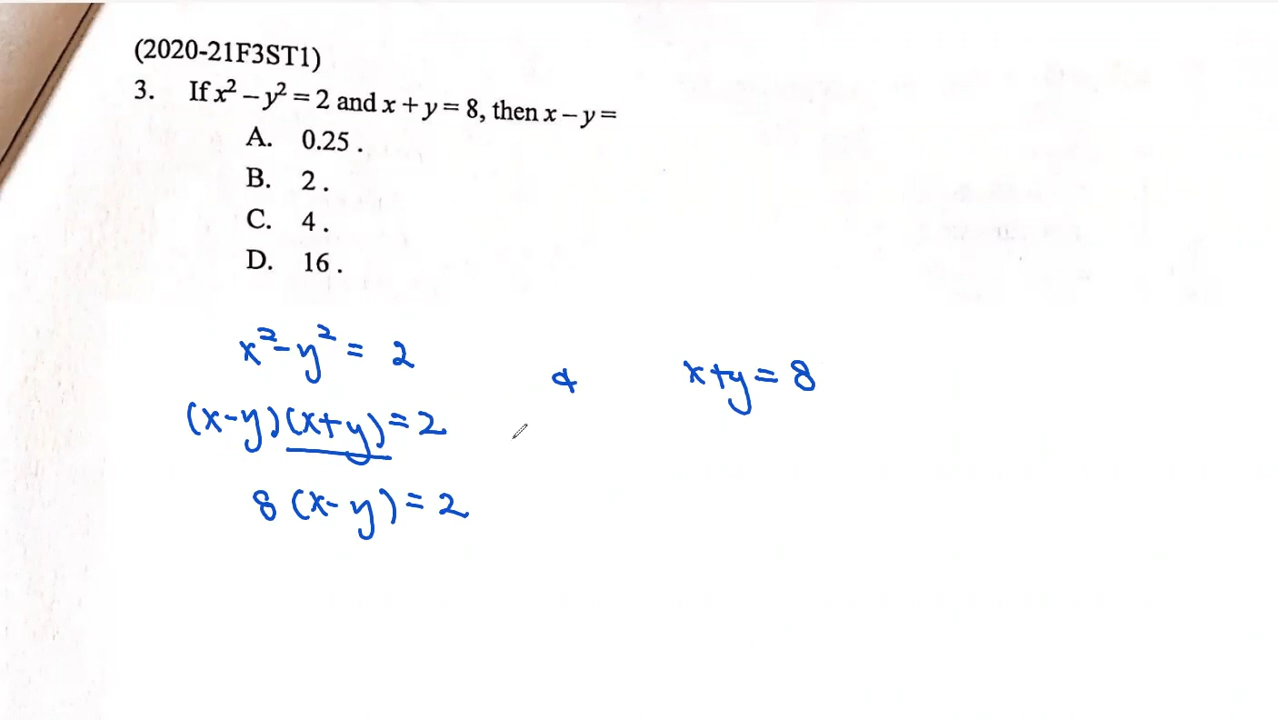 (2020-21F3ST1)
3. If x² – y² = 2 and x + y = 8, then x – y =
A. 0.25 .
B. 2 .
C. 4 .
D. 16 .
x² - y² = 2 & x+y = 8
(x-y)(x+y) = 2
8 (x-y) = 2